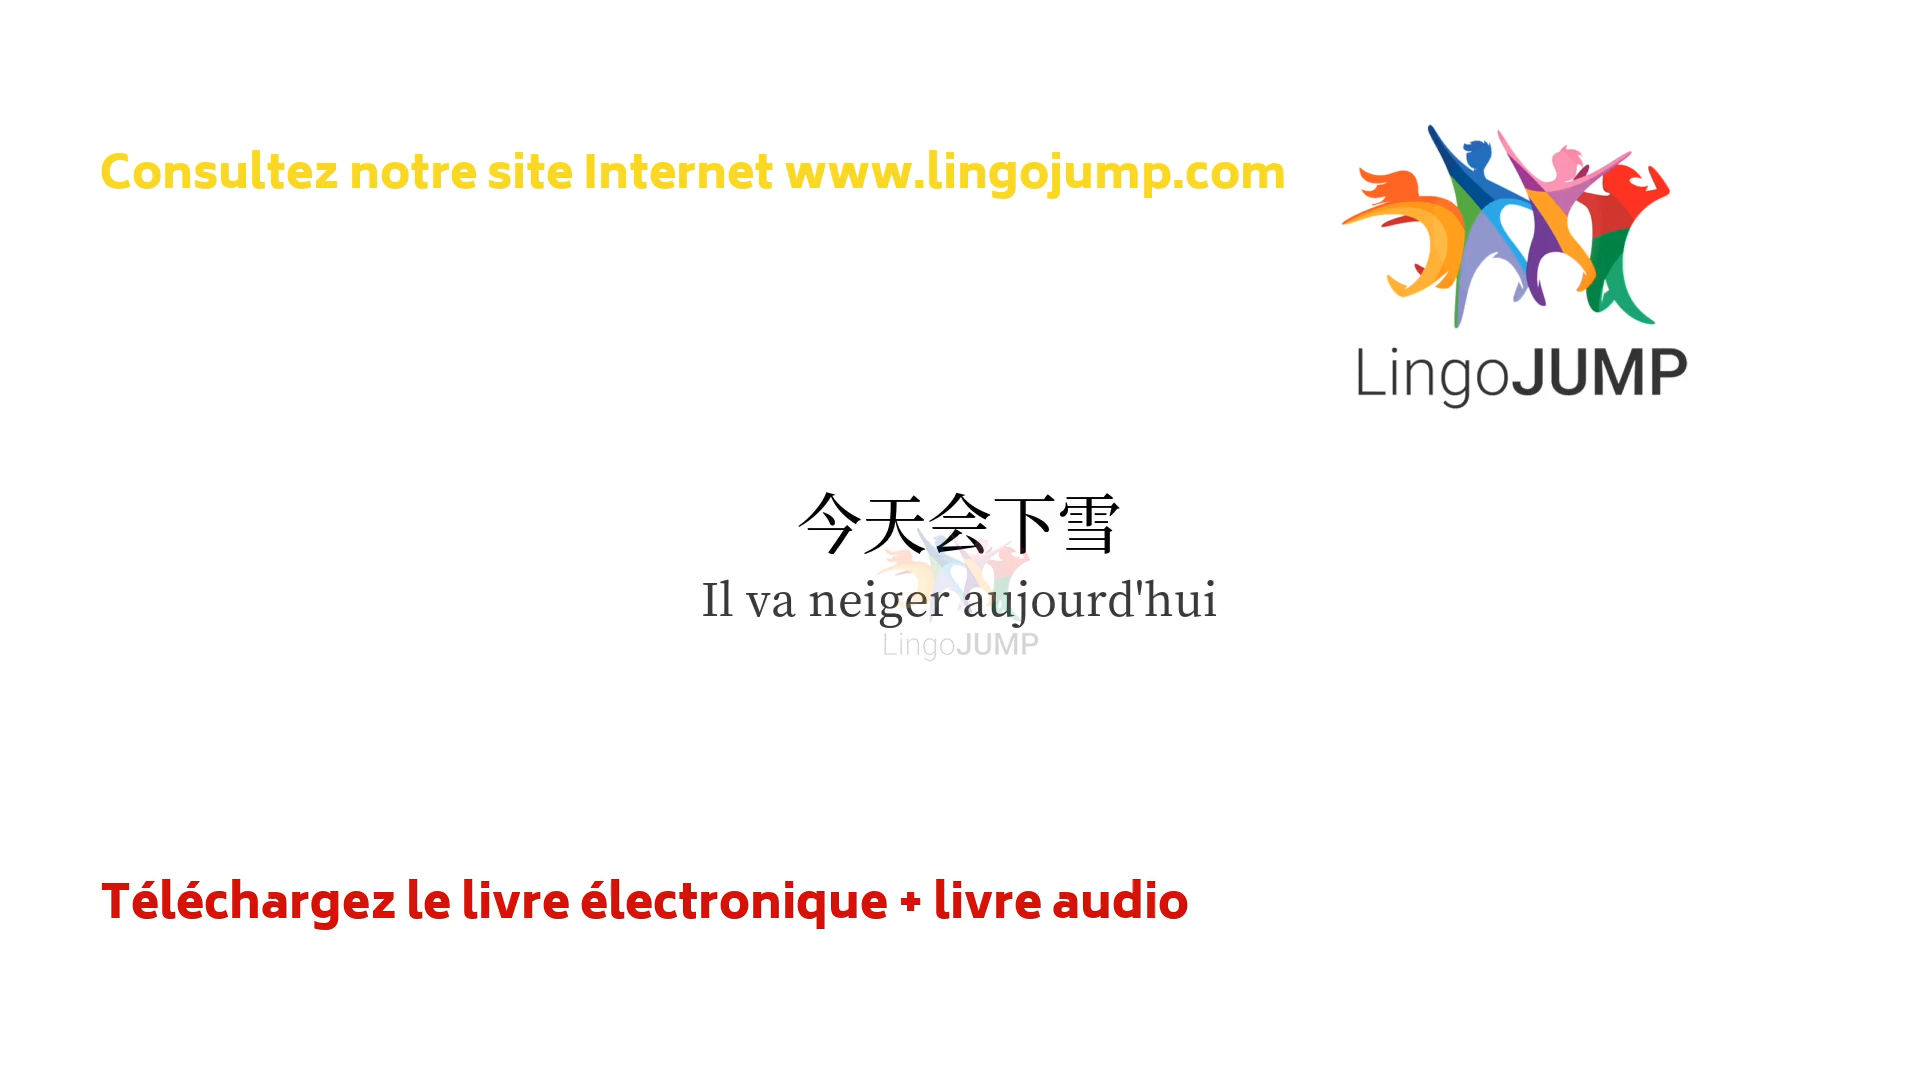 Consultez notre site Internet www.lingojump.com
LingoJUMP
今天会下雪
Il va neiger aujourd'hui
LingoJUMP
Téléchargez le livre électronique + livre audio